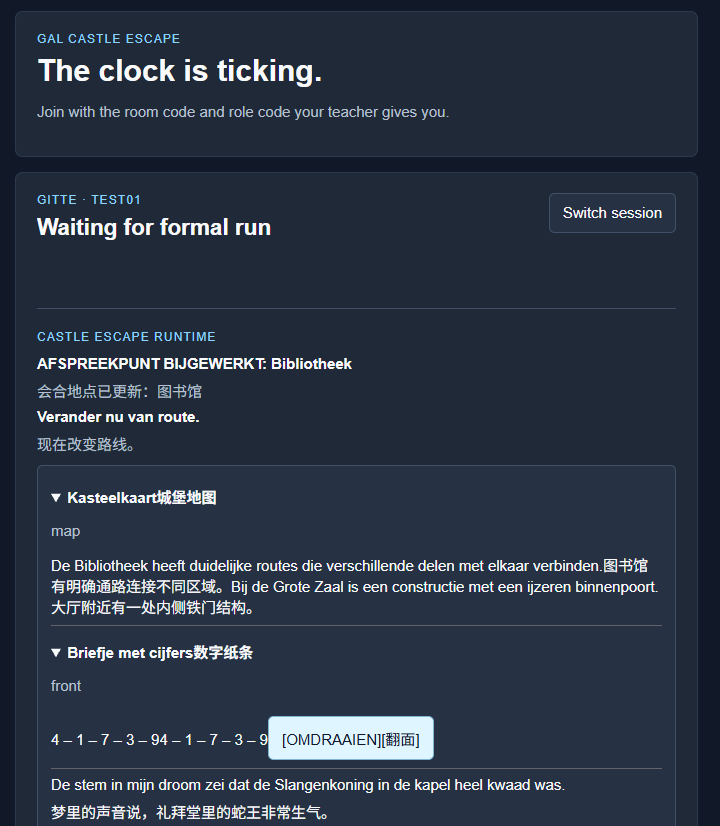 GAL CASTLE ESCAPE
The clock is ticking.
Join with the room code and role code your teacher gives you.
GITTE · TEST01
Waiting for formal run
Switch session
CASTLE ESCAPE RUNTIME
AFSPREEKPUNT BIJGEWERKT: Bibliotheek
会合地点已更新：图书馆
Verander nu van route.
现在改变路线。
▼ Kasteelkaart城堡地图
map
De Bibliotheek heeft duidelijke routes die verschillende delen met elkaar verbinden.图书馆
有明确通路连接不同区域。Bij de Grote Zaal is een constructie met een ijzeren binnenpoort.
大厅附近有一处内侧铁门结构。
▼ Briefje met cijfers数字纸条
front
4 – 1 – 7 – 3 – 94 – 1 – 7 – 3 – 9 [OMDRAAIEN][翻面]
De stem in mijn droom zei dat de Slangenkoning in de kapel heel kwaad was.
梦里的声音说，礼拜堂里的蛇王非常生气。